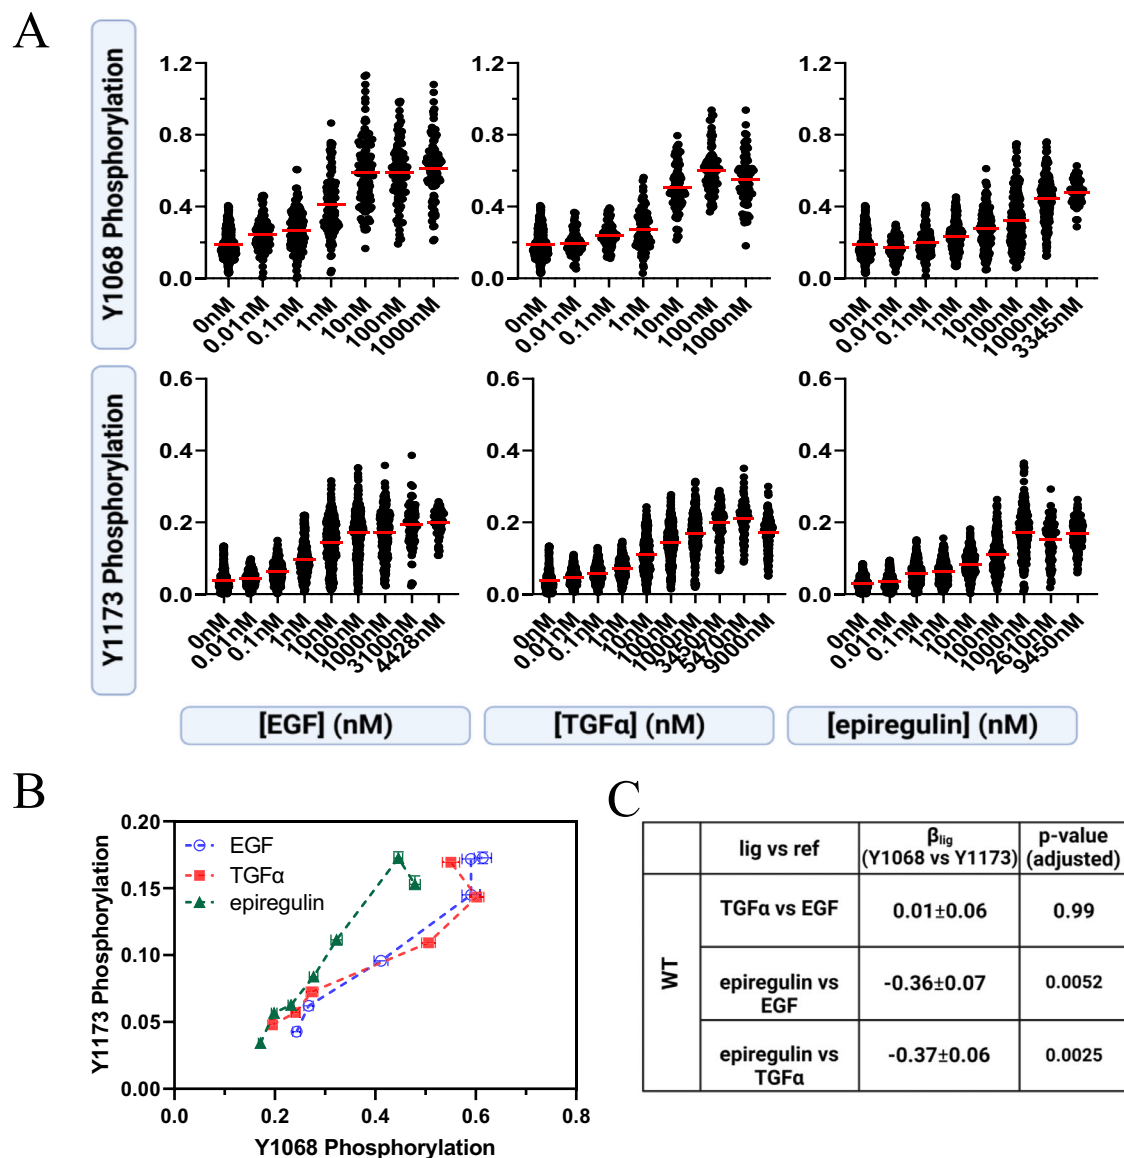 A
Y1068 Phosphorylation
1.2
0.8
0.4
0.0
0nM
0.01nM
0.1nM
1nM
10nM
100nM
1000nM
1.2
0.8
0.4
0.0
0nM
0.01nM
0.1nM
1nM
10nM
100nM
1000nM
1.2
0.8
0.4
0.0
0nM
0.01nM
0.1nM
1nM
10nM
100nM
1000nM
3345nM
Y1173 Phosphorylation
0.6
0.4
0.2
0.0
0nM
0.01nM
0.1nM
1nM
10nM
100nM
1000nM
3100nM
4428nM
0.6
0.4
0.2
0.0
0nM
0.01nM
0.1nM
1nM
10nM
100nM
1000nM
3450nM
5470nM
9000nM
0.6
0.4
0.2
0.0
0nM
0.01nM
0.1nM
1nM
10nM
100nM
1000nM
2610nM
9450nM
[EGF] (nM)
[TGFα] (nM)
[epiregulin] (nM)
B
Y1173 Phosphorylation
0.20
0.15
0.10
0.05
0.00
EGF
TGFα
epiregulin
0.0
0.2
0.4
0.6
0.8
Y1068 Phosphorylation
C
lig vs ref
βlig
(Y1068 vs Y1173)
p-value
(adjusted)
WT
TGFα vs EGF
0.01±0.06
0.99
epiregulin vs
EGF
-0.36±0.07
0.0052
epiregulin vs
TGFα
-0.37±0.06
0.0025